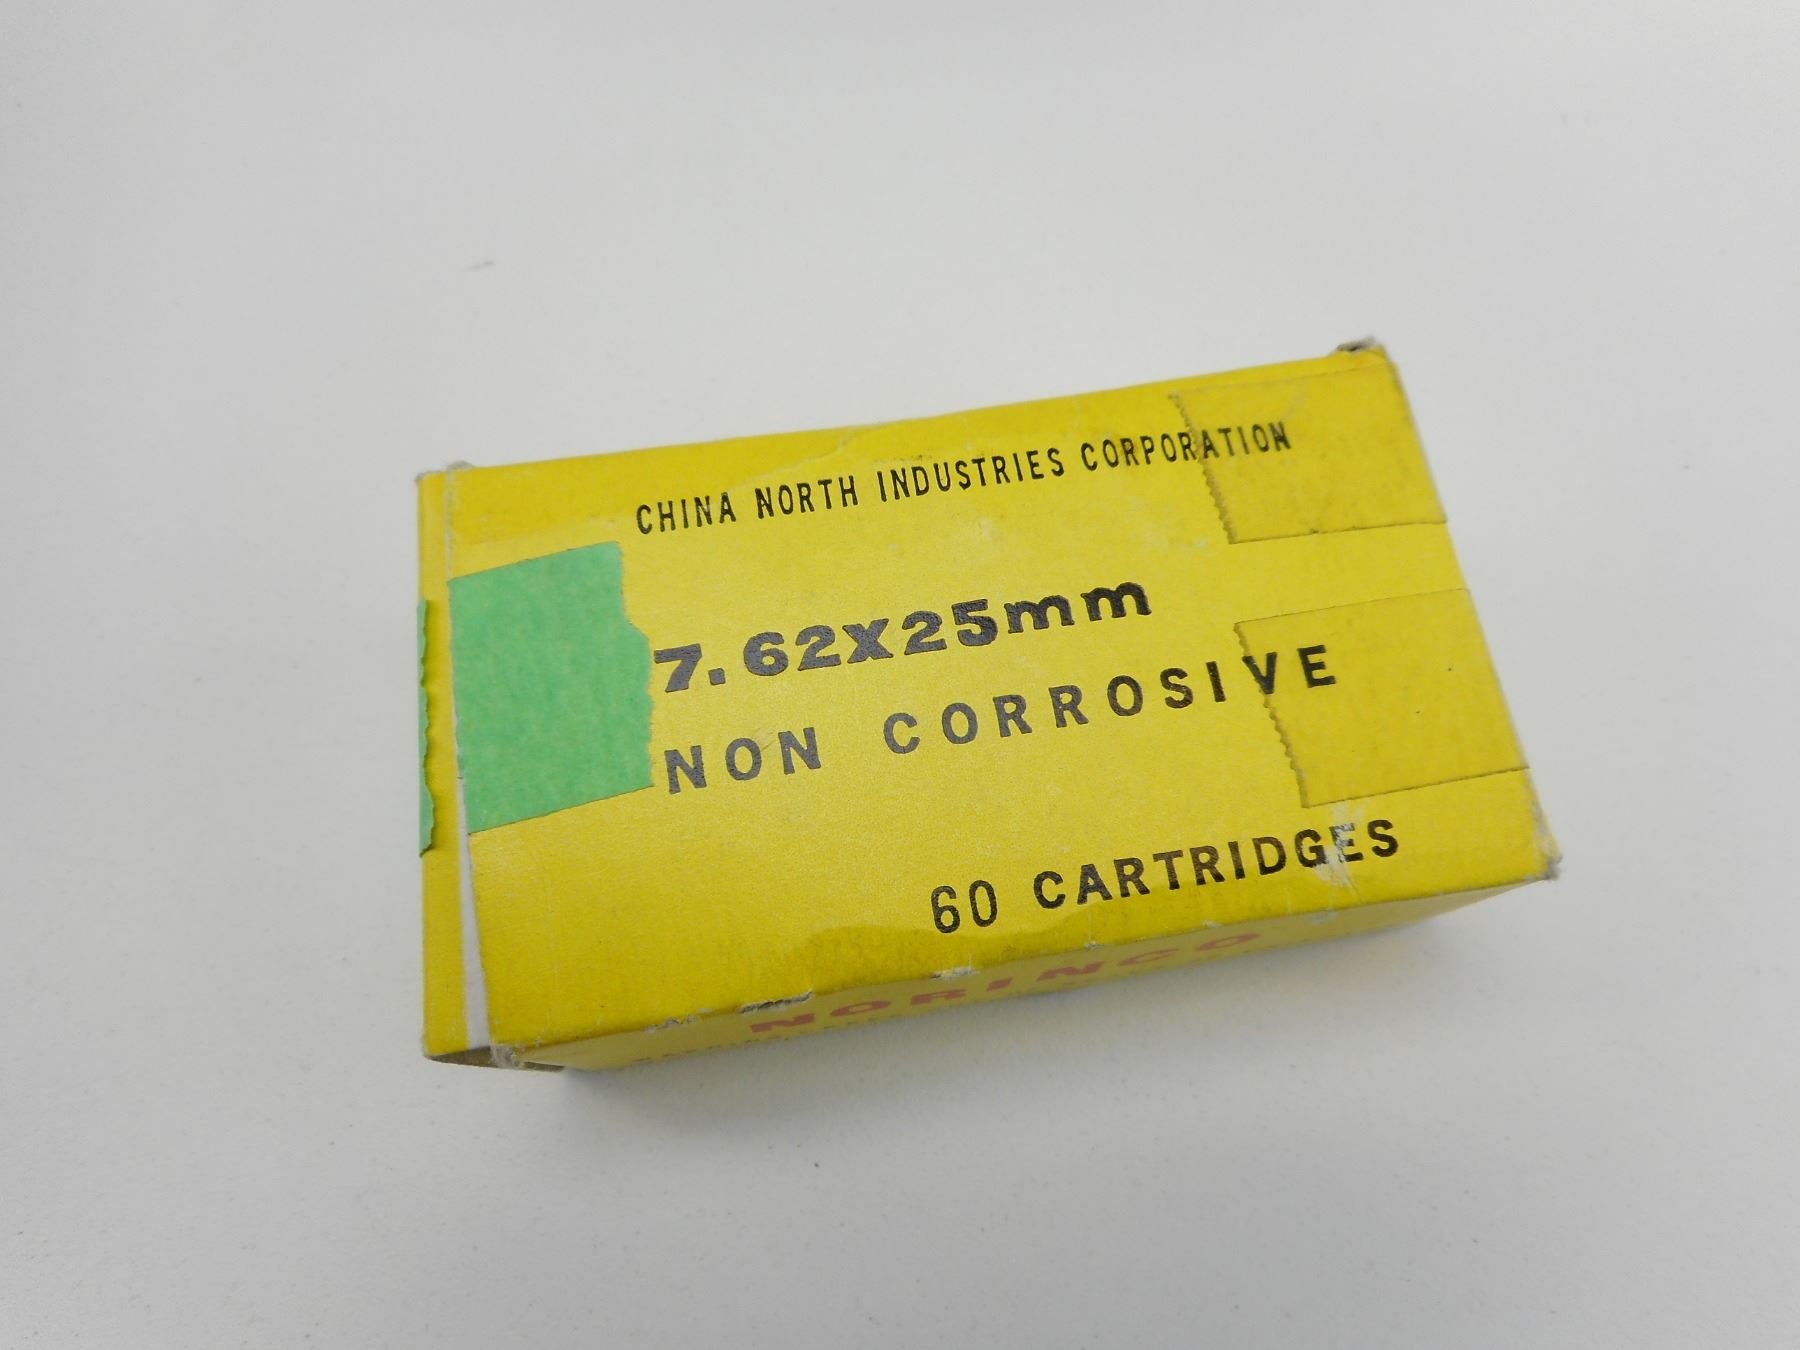 CHINA NORTH INDUSTRIES CORPORATION
7.62X25mm
NON CORROSIVE
60 CARTRIDGES
NORINCO